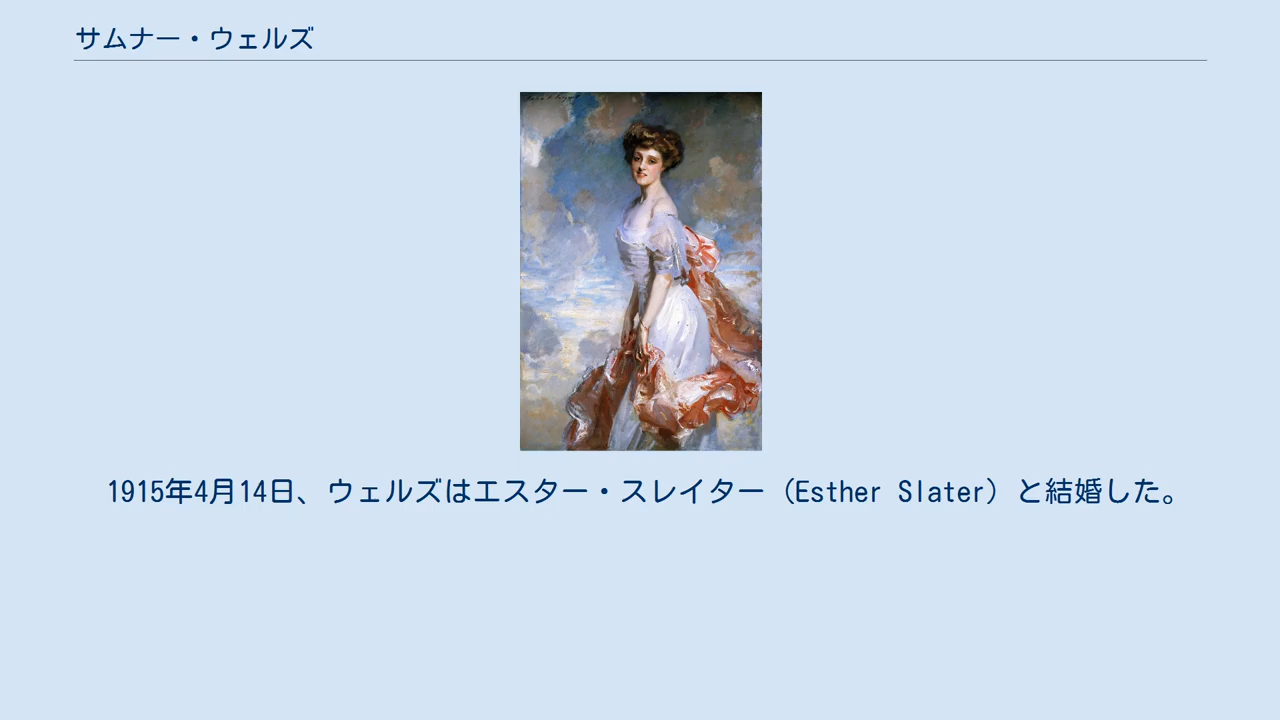 サムナー・ウェルズ
1915年4月14日、ウェルズはエスター・スレイター（Esther Slater）と結婚した。